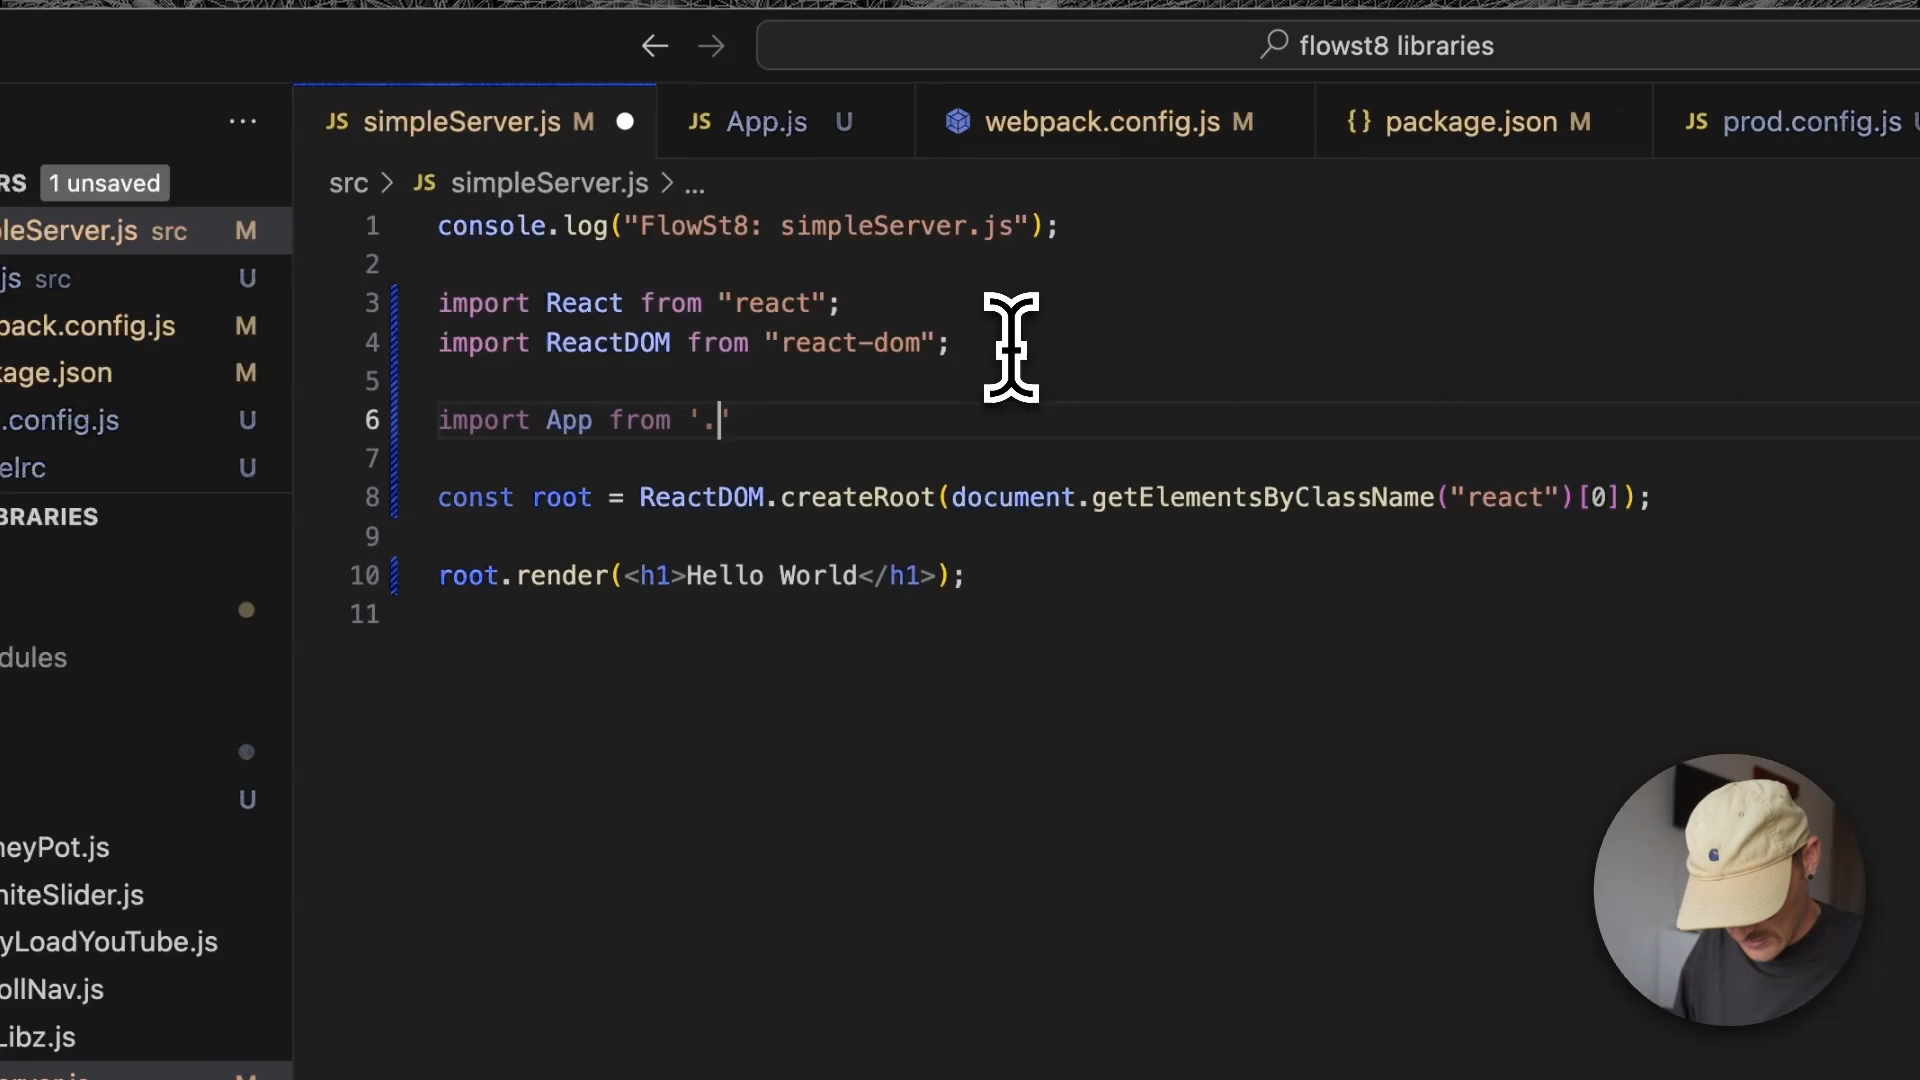 flowst8 libraries
JS simpleServer.js M
JS App.js U
webpack.config.js M
{} package.json M
JS prod.config.js
RS 1 unsaved
leServer.js src M
js src U
pack.config.js M
kage.json M
.config.js U
elrc U
BRARIES
dules
U
neyPot.js
niteSlider.js
yLoadYouTube.js
ollNav.js
Libz.js
src > JS simpleServer.js > ...
1 console.log("FlowSt8: simpleServer.js");
2
3 import React from "react";
4 import ReactDOM from "react-dom";
5
6 import App from '.'
7
8 const root = ReactDOM.createRoot(document.getElementsByClassName("react")[0]);
9
10 root.render(<h1>Hello World</h1>);
11